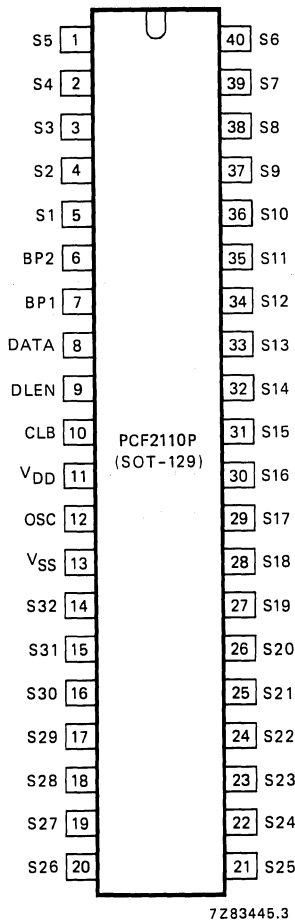 S5 1 40 S6
S4 2 39 S7
S3 3 38 S8
S2 4 37 S9
S1 5 36 S10
BP2 6 35 S11
BP1 7 34 S12
DATA 8 33 S13
DLEN 9 32 S14
CLB 10 31 S15
PCF2110P
(SOT-129)
VDD 11 30 S16
OSC 12 29 S17
VSS 13 28 S18
S32 14 27 S19
S31 15 26 S20
S30 16 25 S21
S29 17 24 S22
S28 18 23 S23
S27 19 22 S24
S26 20 21 S25
7Z83445.3